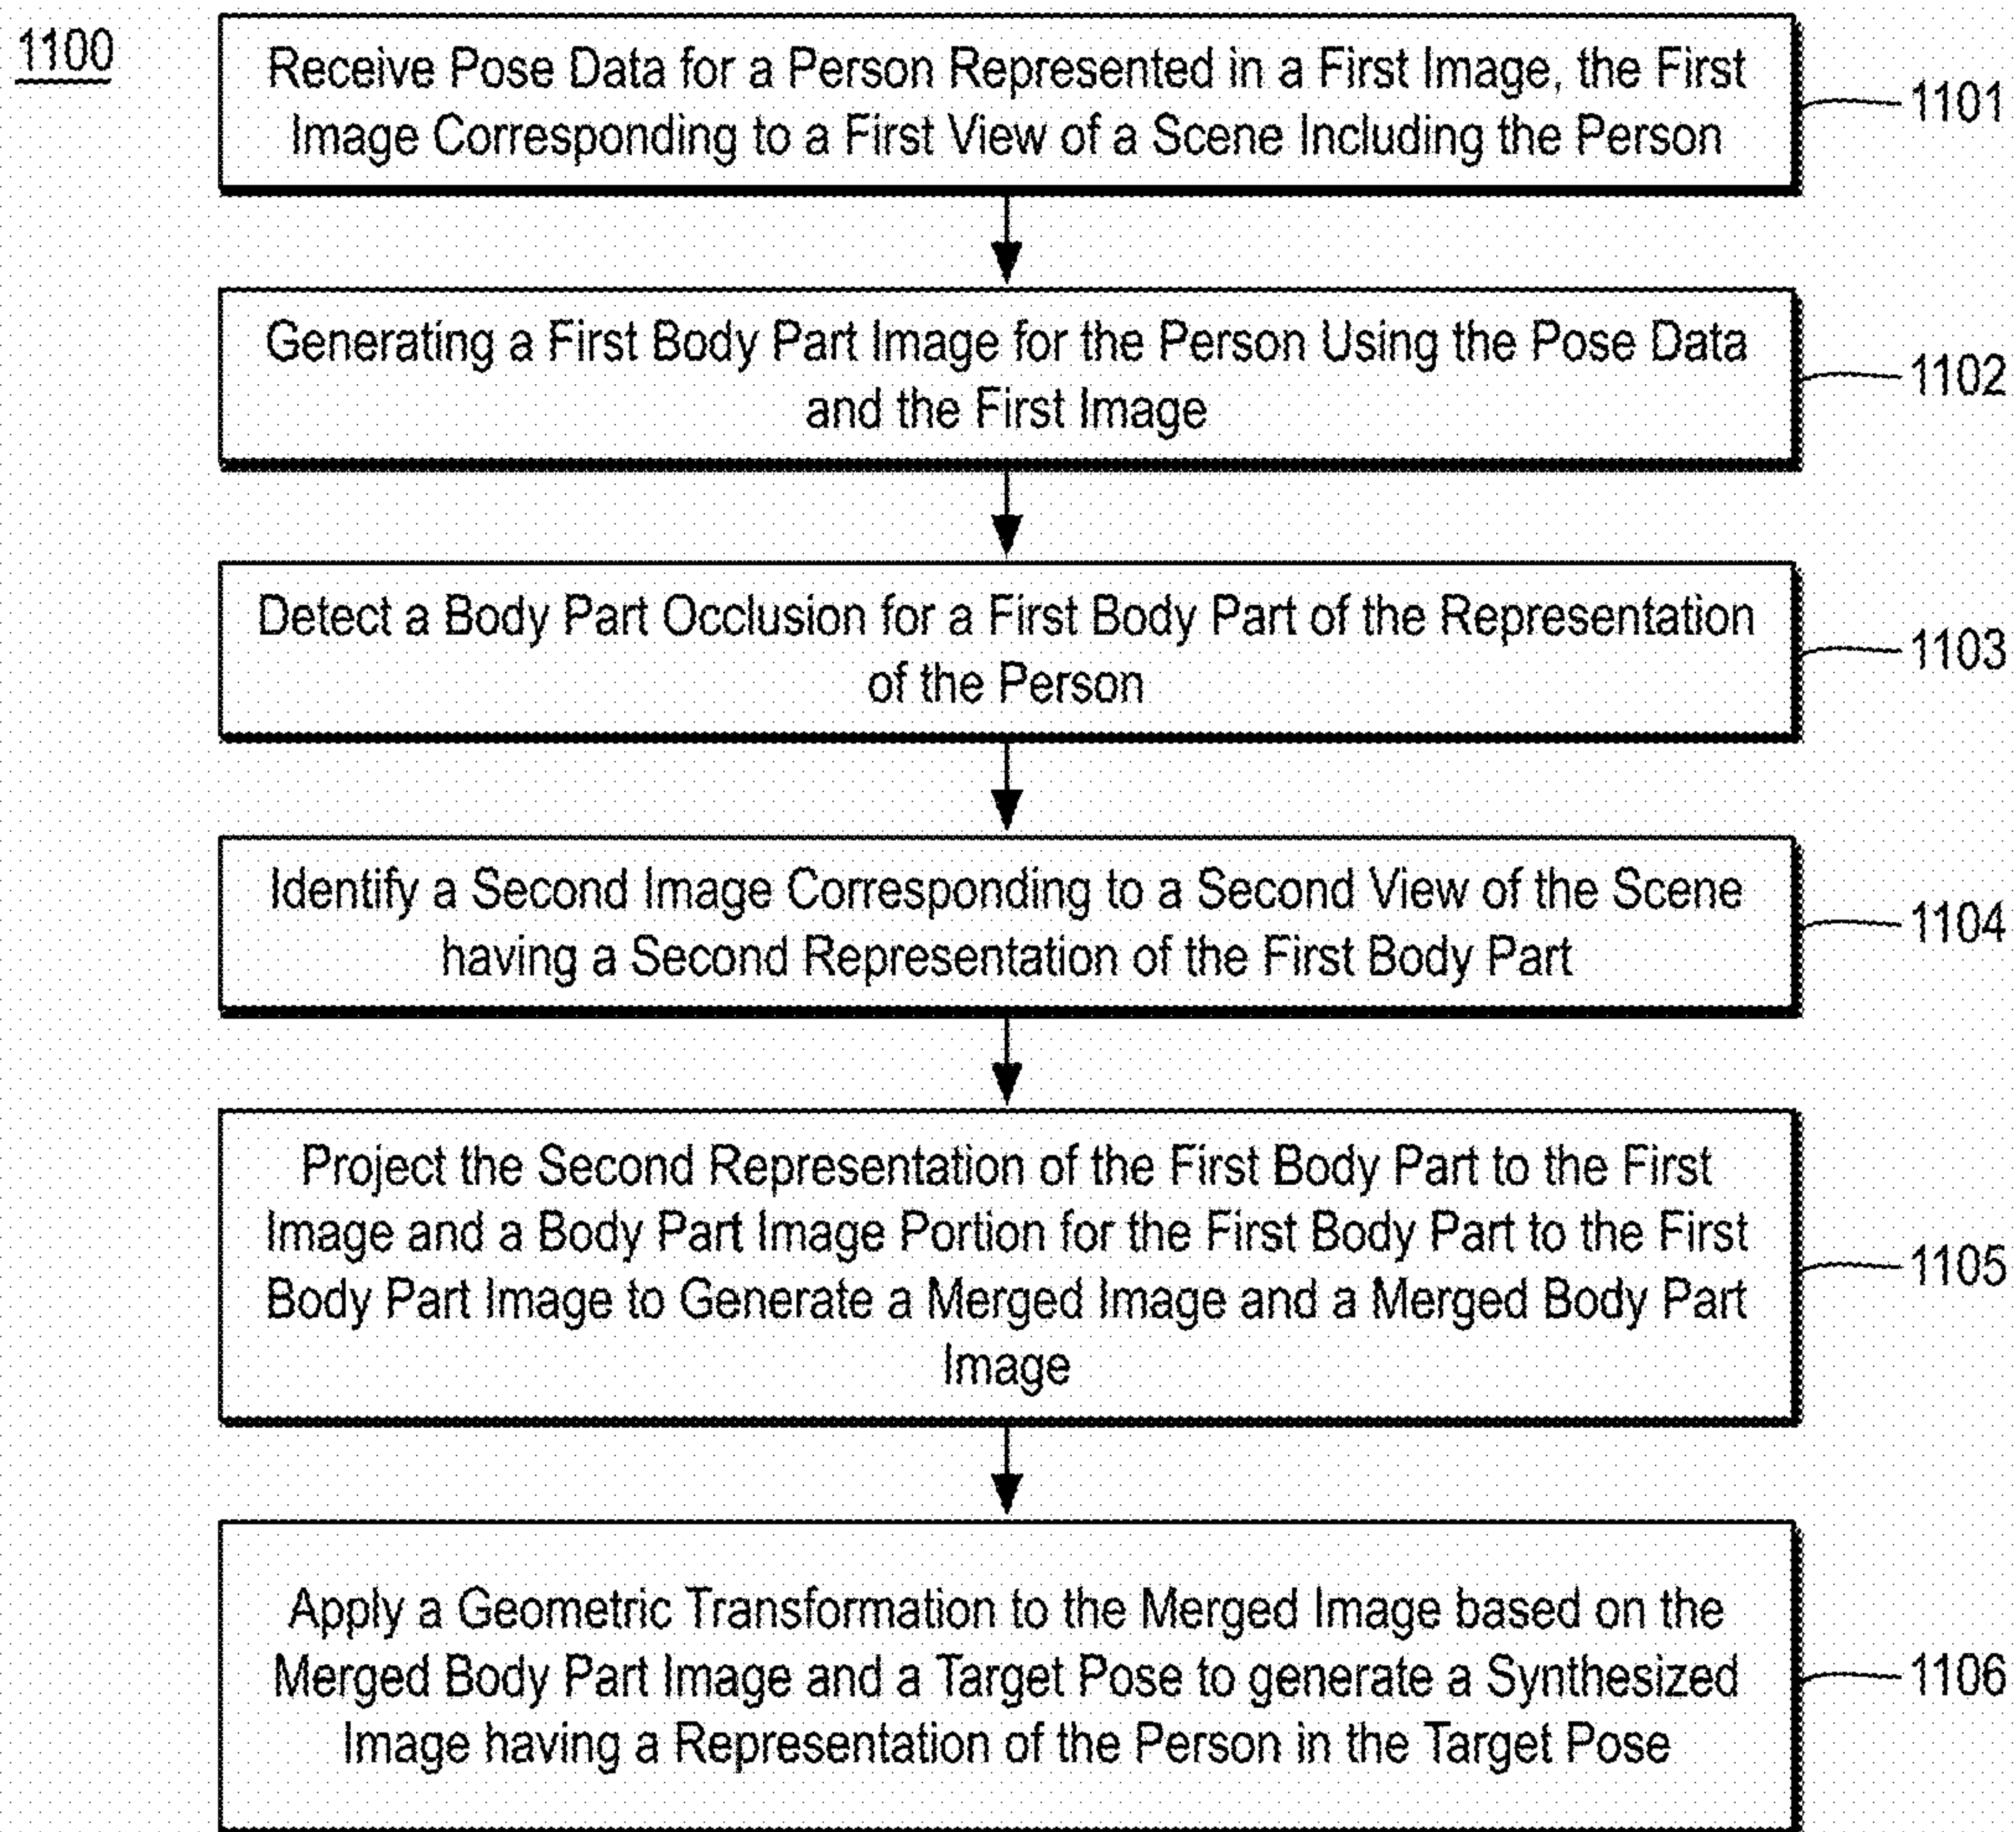 1100
Receive Pose Data for a Person Represented in a First Image, the First
Image Corresponding to a First View of a Scene Including the Person
1101
Generating a First Body Part Image for the Person Using the Pose Data
and the First Image
1102
Detect a Body Part Occlusion for a First Body Part of the Representation
of the Person
1103
Identify a Second Image Corresponding to a Second View of the Scene
having a Second Representation of the First Body Part
1104
Project the Second Representation of the First Body Part to the First
Image and a Body Part Image Portion for the First Body Part to the First
Body Part Image to Generate a Merged Image and a Merged Body Part
Image
1105
Apply a Geometric Transformation to the Merged Image based on the
Merged Body Part Image and a Target Pose to generate a Synthesized
Image having a Representation of the Person in the Target Pose
1106